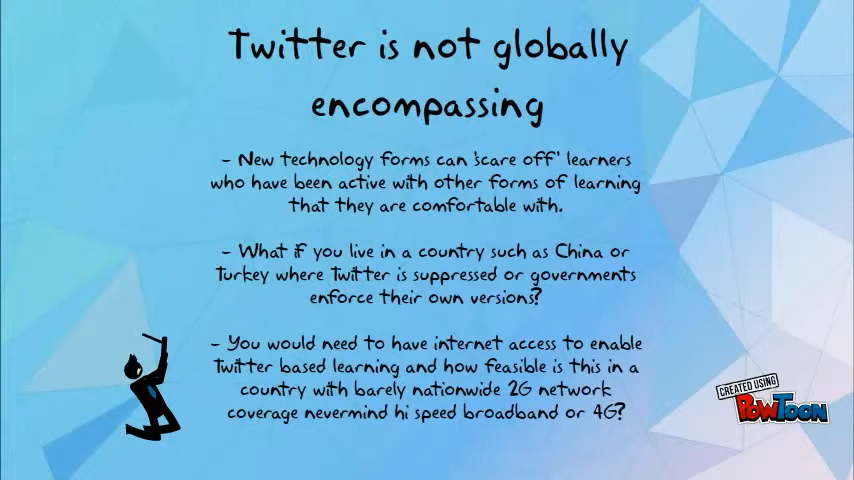 Twitter is not globally
encompassing
- New technology forms can 'scare off' learners
who have been active with other forms of learning
that they are comfortable with.
- What if you live in a country such as China or
Turkey where Twitter is suppressed or governments
enforce their own versions?
- You would need to have internet access to enable
Twitter based learning and how feasible is this in a
country with barely nationwide 2G network
coverage nevermind hi speed broadband or 4G?
CREATED USING
POWTOON